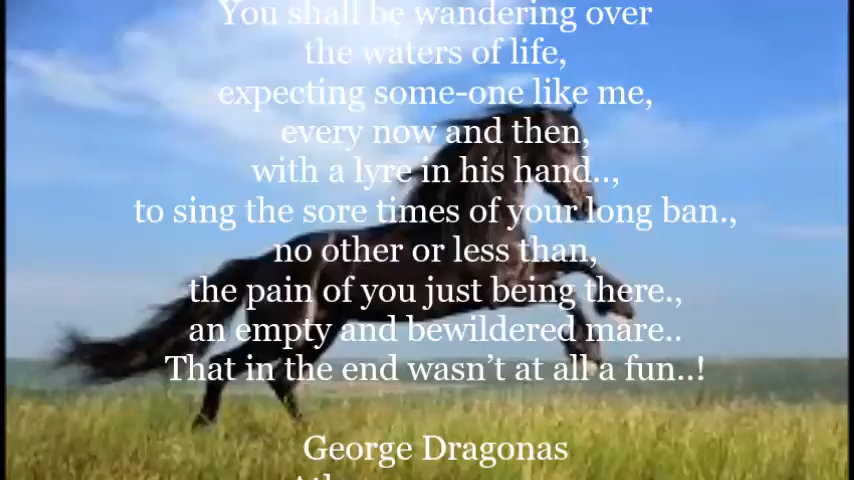 You shall be wandering over
the waters of life,
expecting some-one like me,
every now and then,
with a lyre in his hand..,
to sing the sore times of your long ban.,
no other or less than,
the pain of you just being there.,
an empty and bewildered mare..
That in the end wasn’t at all a fun..!
George Dragonas